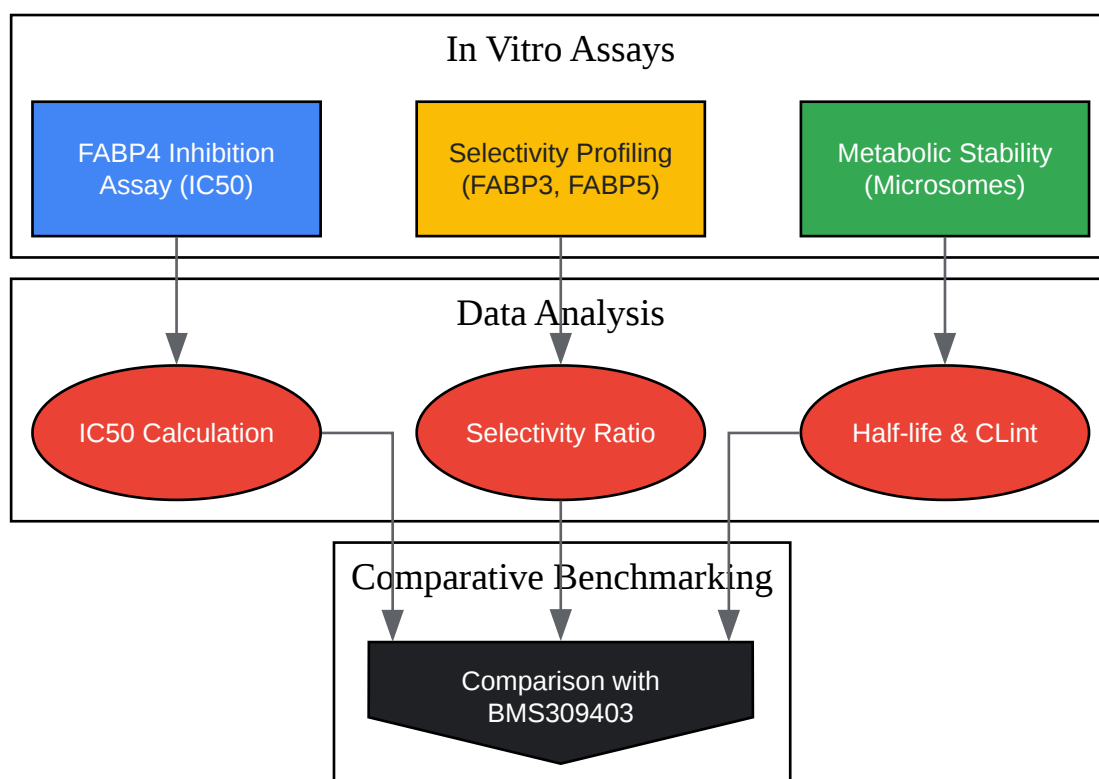 In Vitro Assays
FABP4 Inhibition
Assay (IC50)
Selectivity Profiling
(FABP3, FABP5)
Metabolic Stability
(Microsomes)
Data Analysis
IC50 Calculation
Selectivity Ratio
Half-life & CLint
Comparative Benchmarking
Comparison with
BMS309403